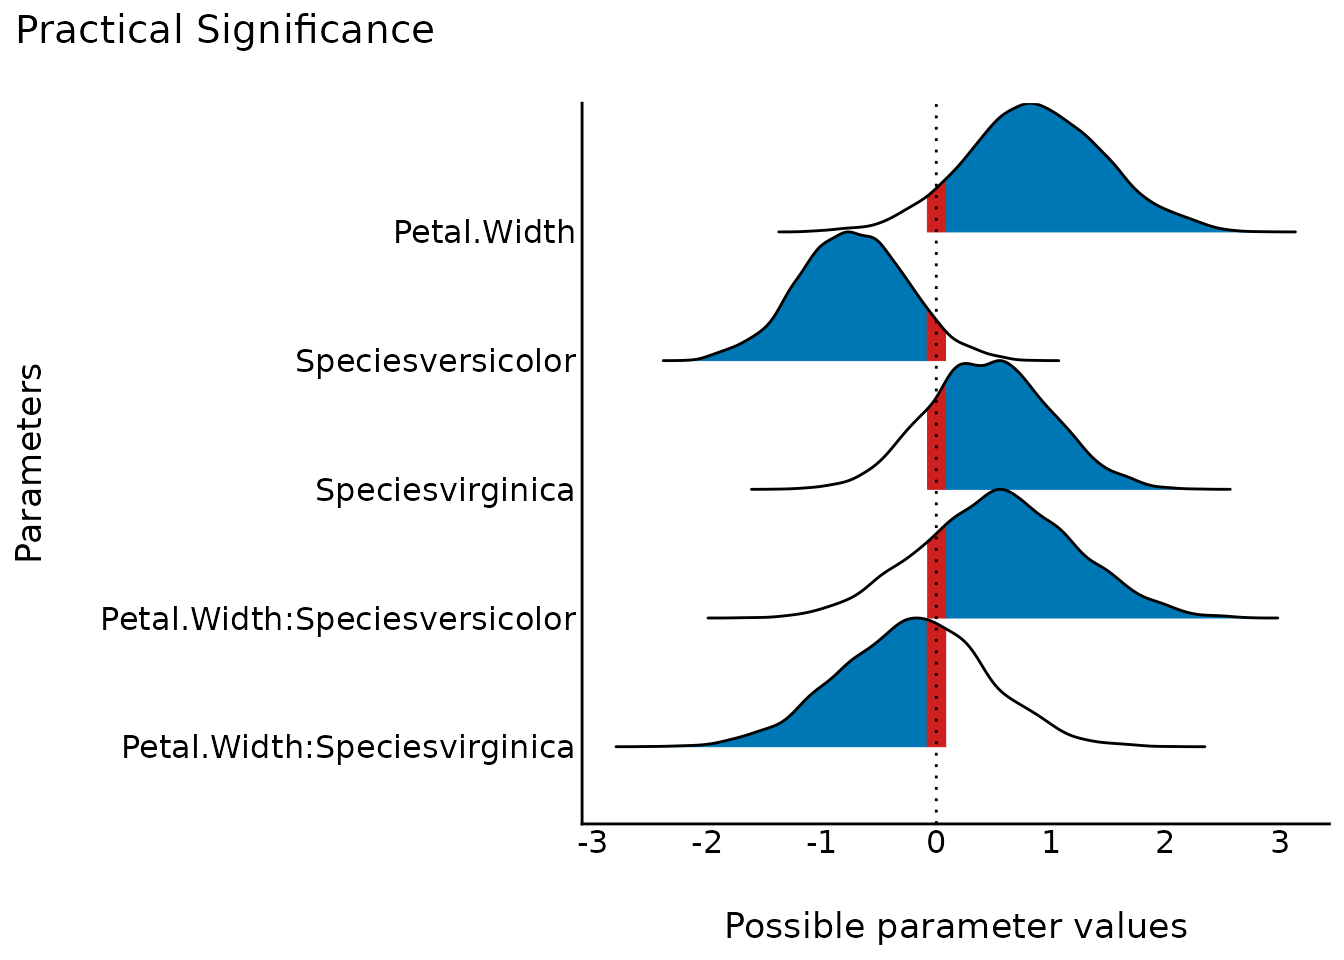 Practical Significance
Parameters
Petal.Width
Speciesversicolor
Speciesvirginica
Petal.Width:Speciesversicolor
Petal.Width:Speciesvirginica
-3 -2 -1 0 1 2 3
Possible parameter values